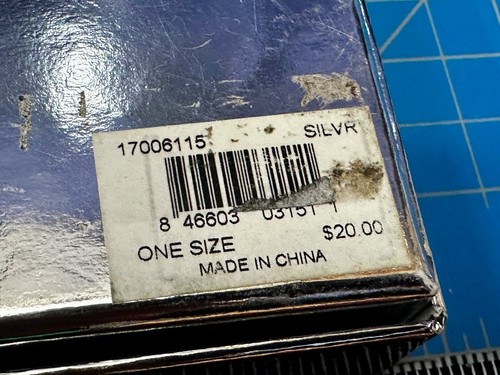 17006115 SILVR
8 46603 03151 1
ONE SIZE $20.00
MADE IN CHINA